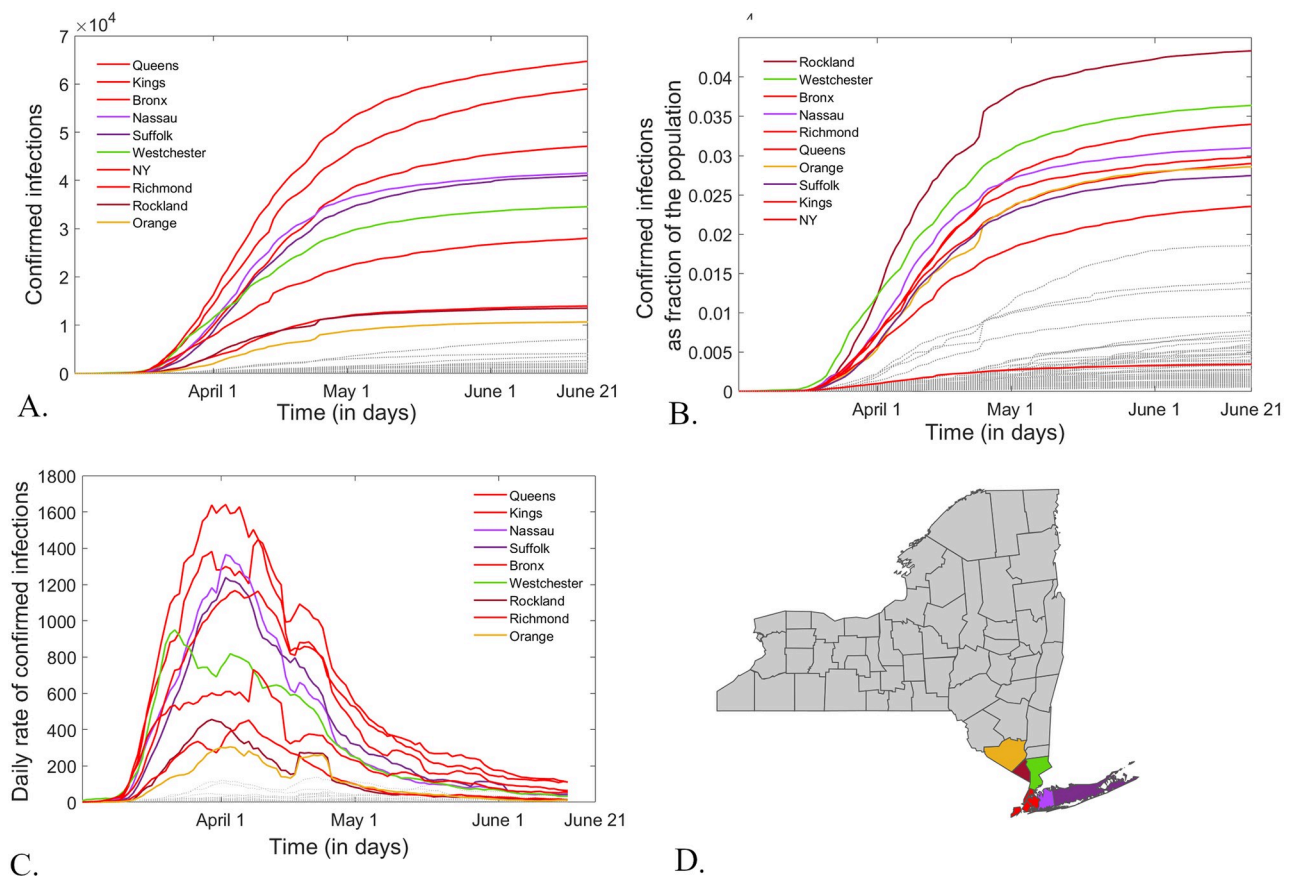 7 ×10⁴
6
5
4
3
2
1
0
Confirmed infections
Queens
Kings
Bronx
Nassau
Suffolk
Westchester
NY
Richmond
Rockland
Orange
April 1
May 1
June 1
June 21
Time (in days)
A.
0.04
0.035
0.03
0.025
0.02
0.015
0.01
0.005
0
Confirmed infections
as fraction of the population
Rockland
Westchester
Bronx
Nassau
Richmond
Queens
Orange
Suffolk
Kings
NY
April 1
May 1
June 1
June 21
Time (in days)
B.
1800
1600
1400
1200
1000
800
600
400
200
0
Daily rate of confirmed infections
Queens
Kings
Nassau
Suffolk
Bronx
Westchester
Rockland
Richmond
Orange
April 1
May 1
June 1
June 21
Time (in days)
C.
D.